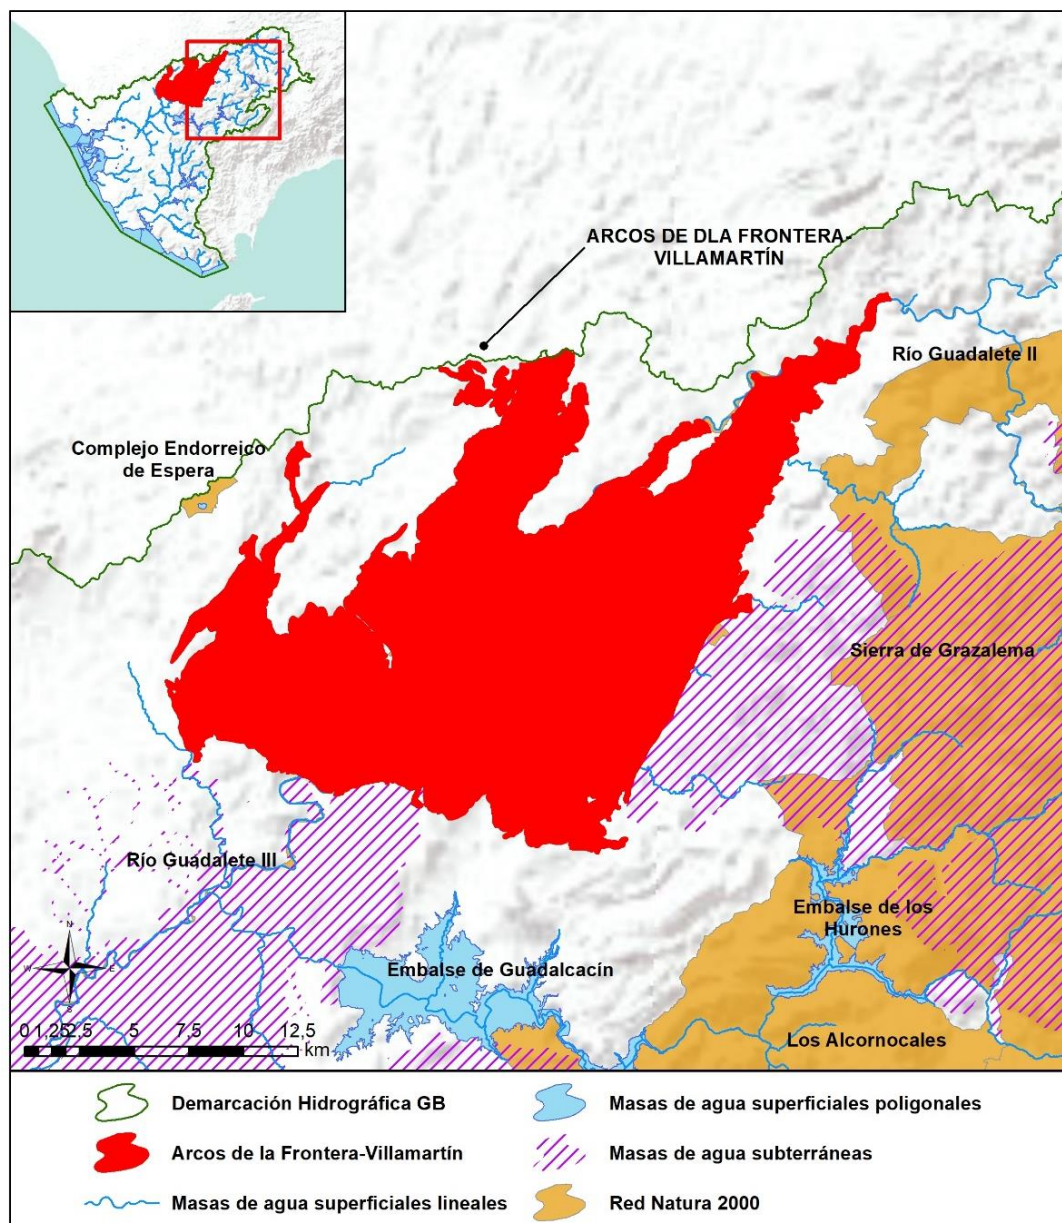 ARCOS DE DLA FRONTERA-
VILLAMARTÍN
Río Guadalete II
Complejo Endorreico
de Espera
Sierra de Grazalema
Río Guadalete III
Embalse de los
Hurones
Embalse de Guadalcacín
Los Alcornocales
N
W
E
S
0 1,25 2,5 5 7,5 10 12,5
km
Demarcación Hidrográfica GB
Masas de agua superficiales poligonales
Arcos de la Frontera-Villamartín
Masas de agua subterráneas
Masas de agua superficiales lineales
Red Natura 2000